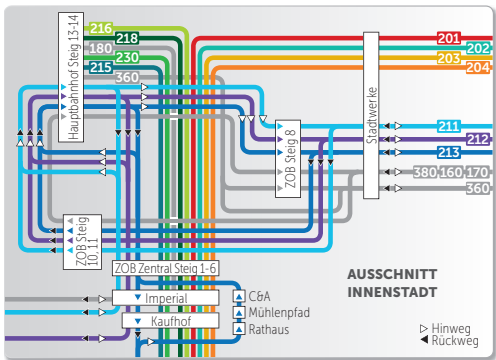 216
218
180
230
215
360
Hauptbahnhof Steig 13-14
201
202
203
204
Stadtwerke
ZOB Steig 8
211
212
213
380 160 170
360
ZOB Steig
10, 11
ZOB Zentral Steig 1-6
Imperial
Kaufhof
C&A
Mühlenpfad
Rathaus
AUSSCHNITT
INNENSTADT
Hinweg
Rückweg